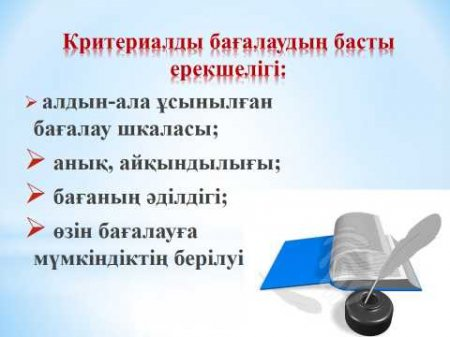 Критериалды бағалаудың басты
ерекшелігі:
алдын-ала ұсынылған
бағалау шкаласы;
анық, айқындылығы;
бағаның әділдігі;
өзін бағалауға
мүмкіндіктің берілуі